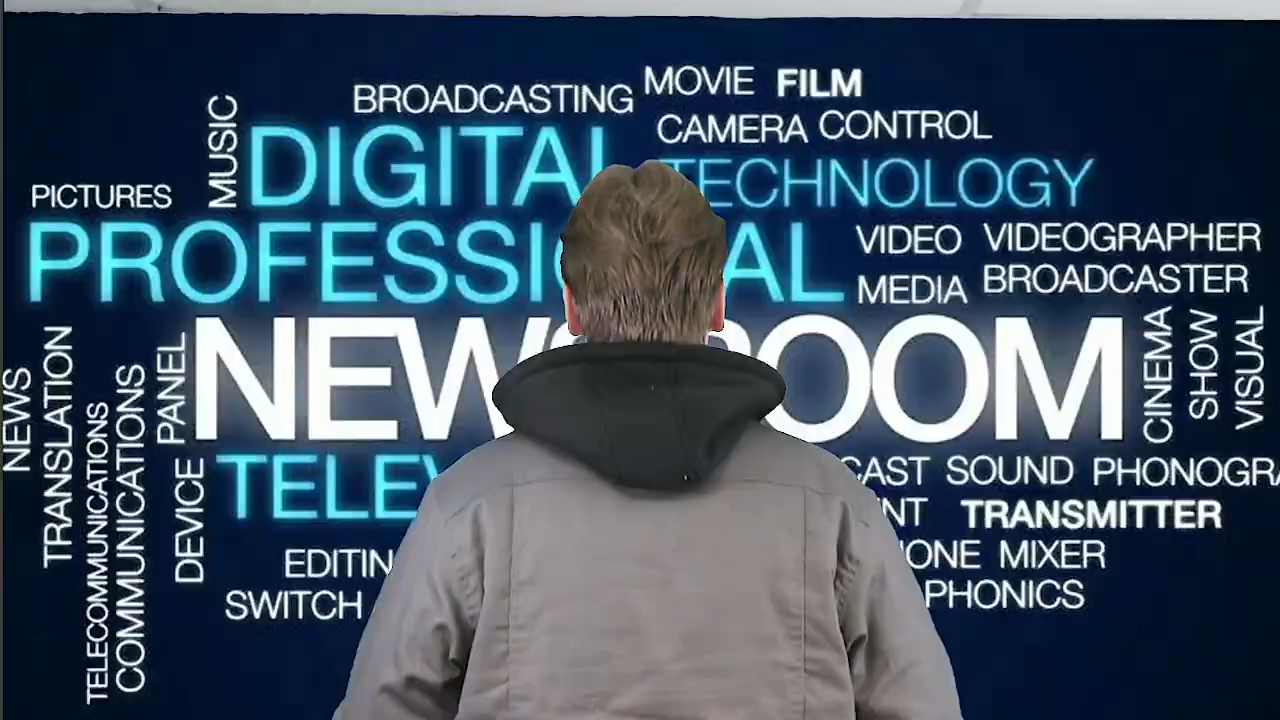 MOVIE FILM
BROADCASTING
CAMERA CONTROL
MUSIC
DIGITAL
TECHNOLOGY
PICTURES
VIDEO
VIDEOGRAPHER
MEDIA
BROADCASTER
NEWS
TRANSLATION
TELECOMMUNICATIONS
COMMUNICATIONS
PANEL
CINEMA
SHOW
VISUAL
DEVICE
SOUND
TRANSMITTER
MIXER
SWITCH